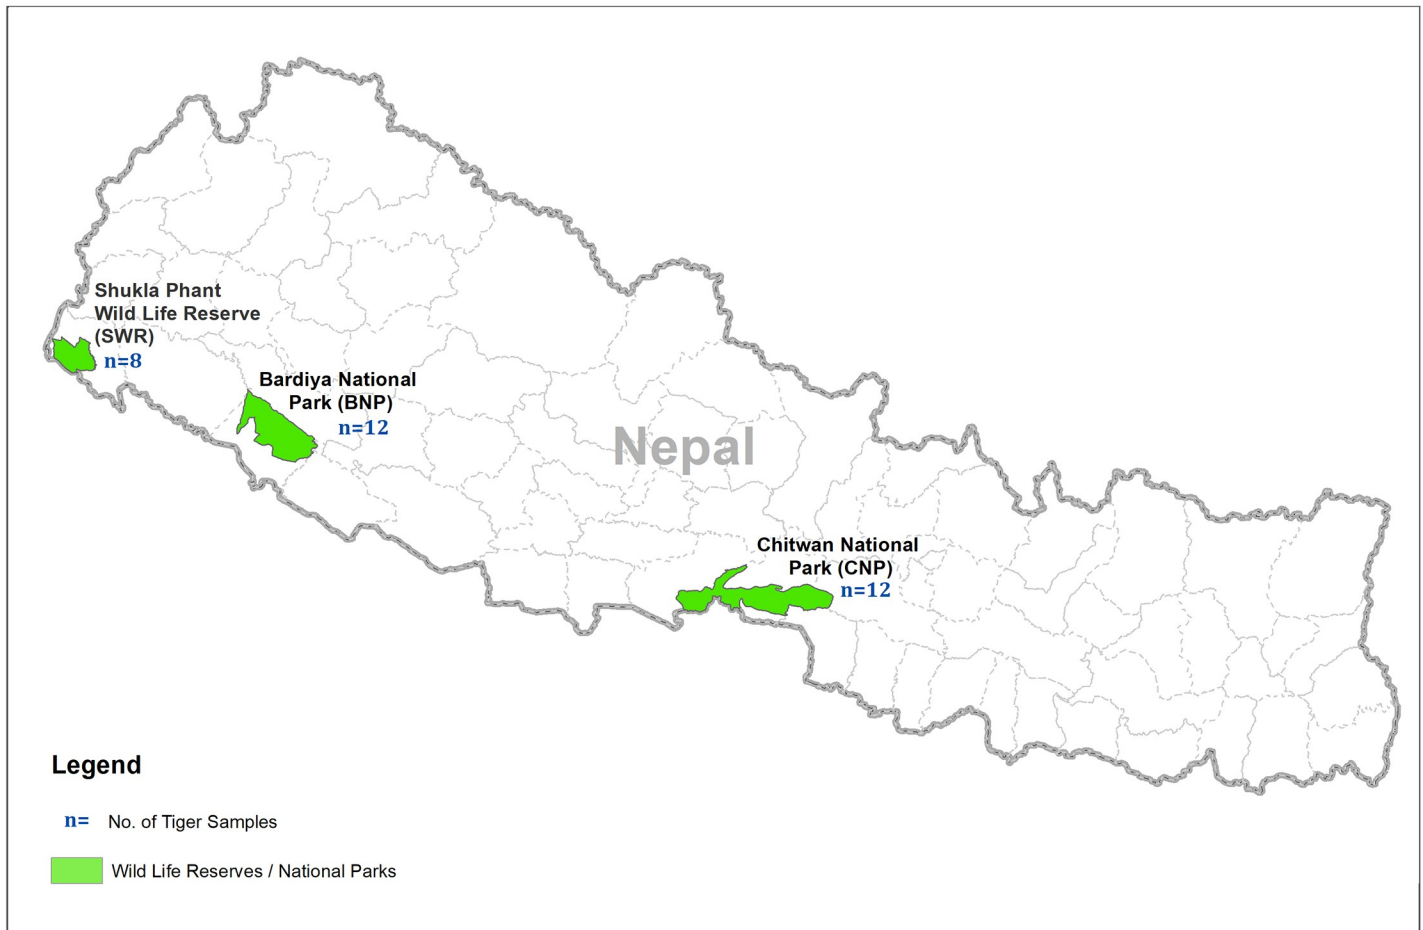 Shukla Phant
Wild Life Reserve
(SWR)
n=8
Bardiya National
Park (BNP)
n=12
Nepal
Chitwan National
Park (CNP)
n=12
Legend
n= No. of Tiger Samples
Wild Life Reserves / National Parks